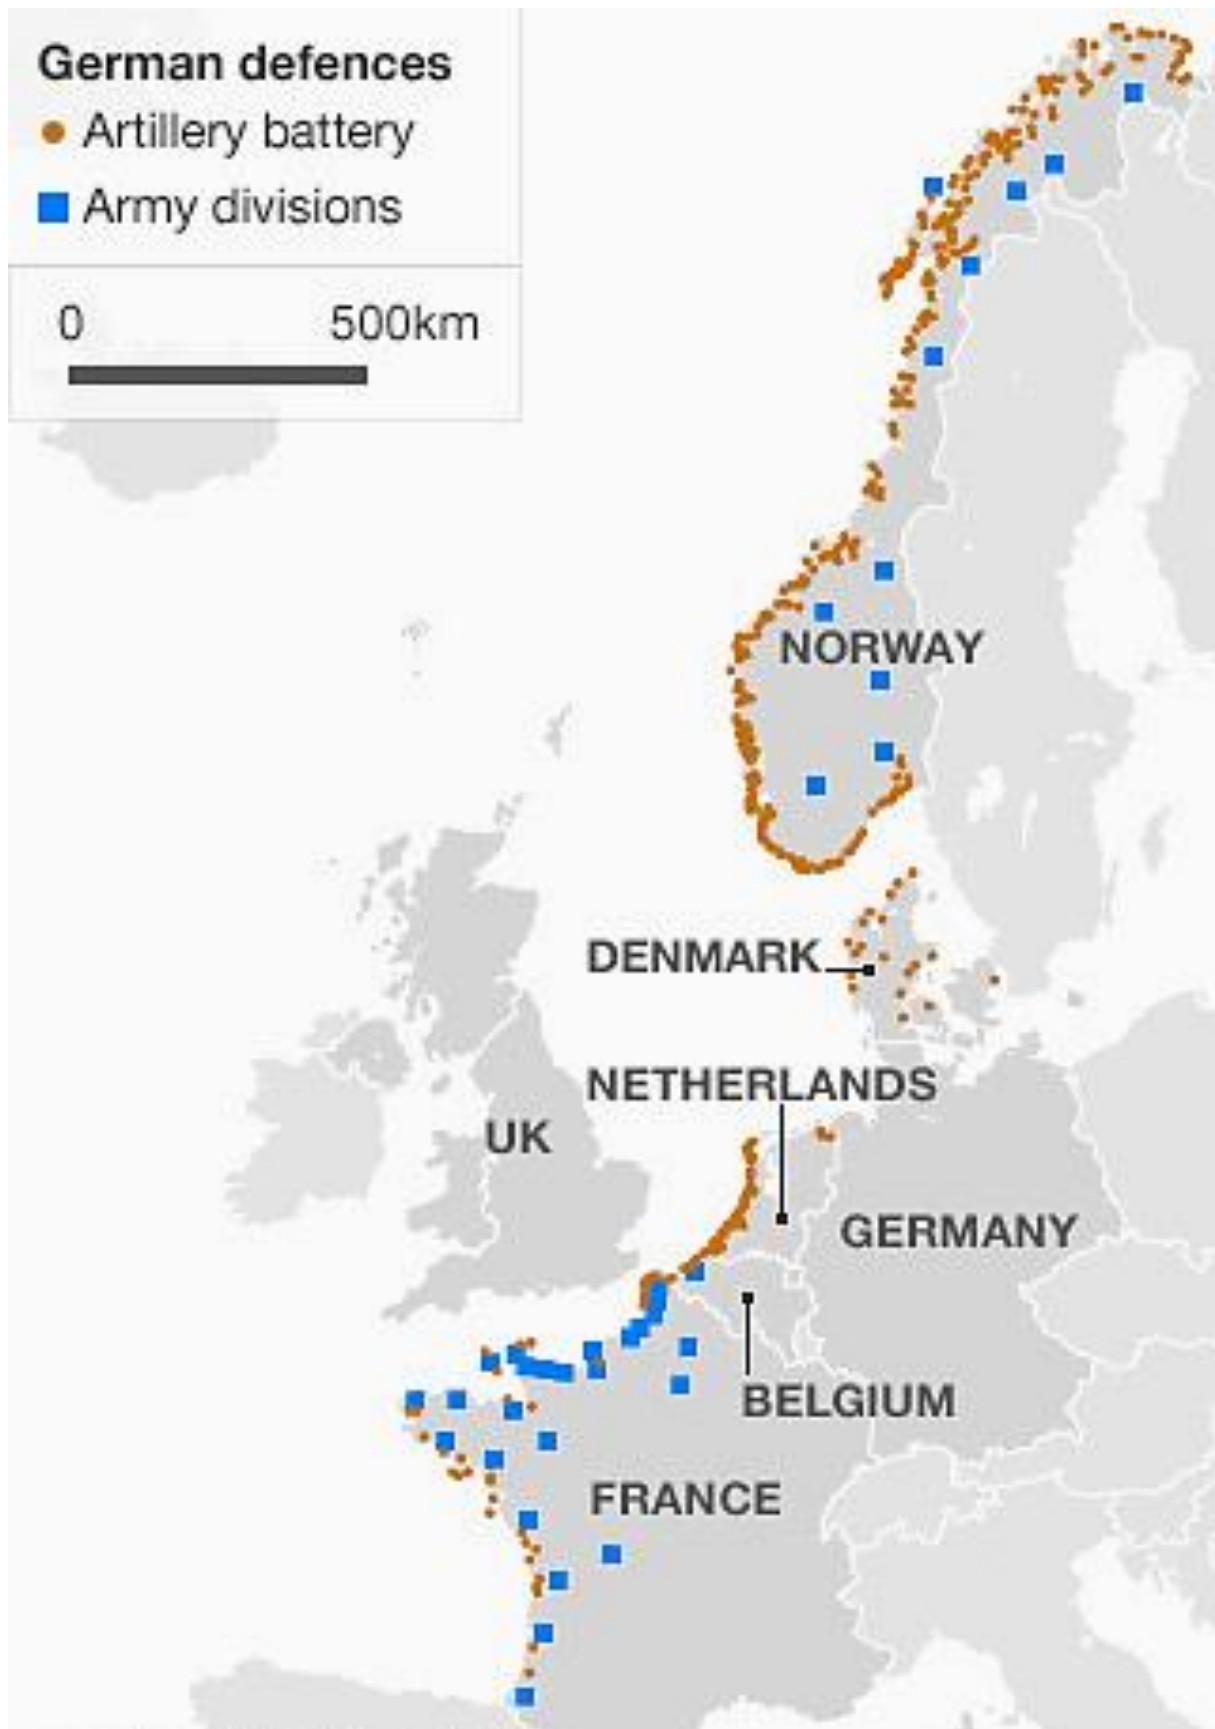 German defences
Artillery battery
Army divisions
0 500km
NORWAY
DENMARK
NETHERLANDS
UK
GERMANY
BELGIUM
FRANCE